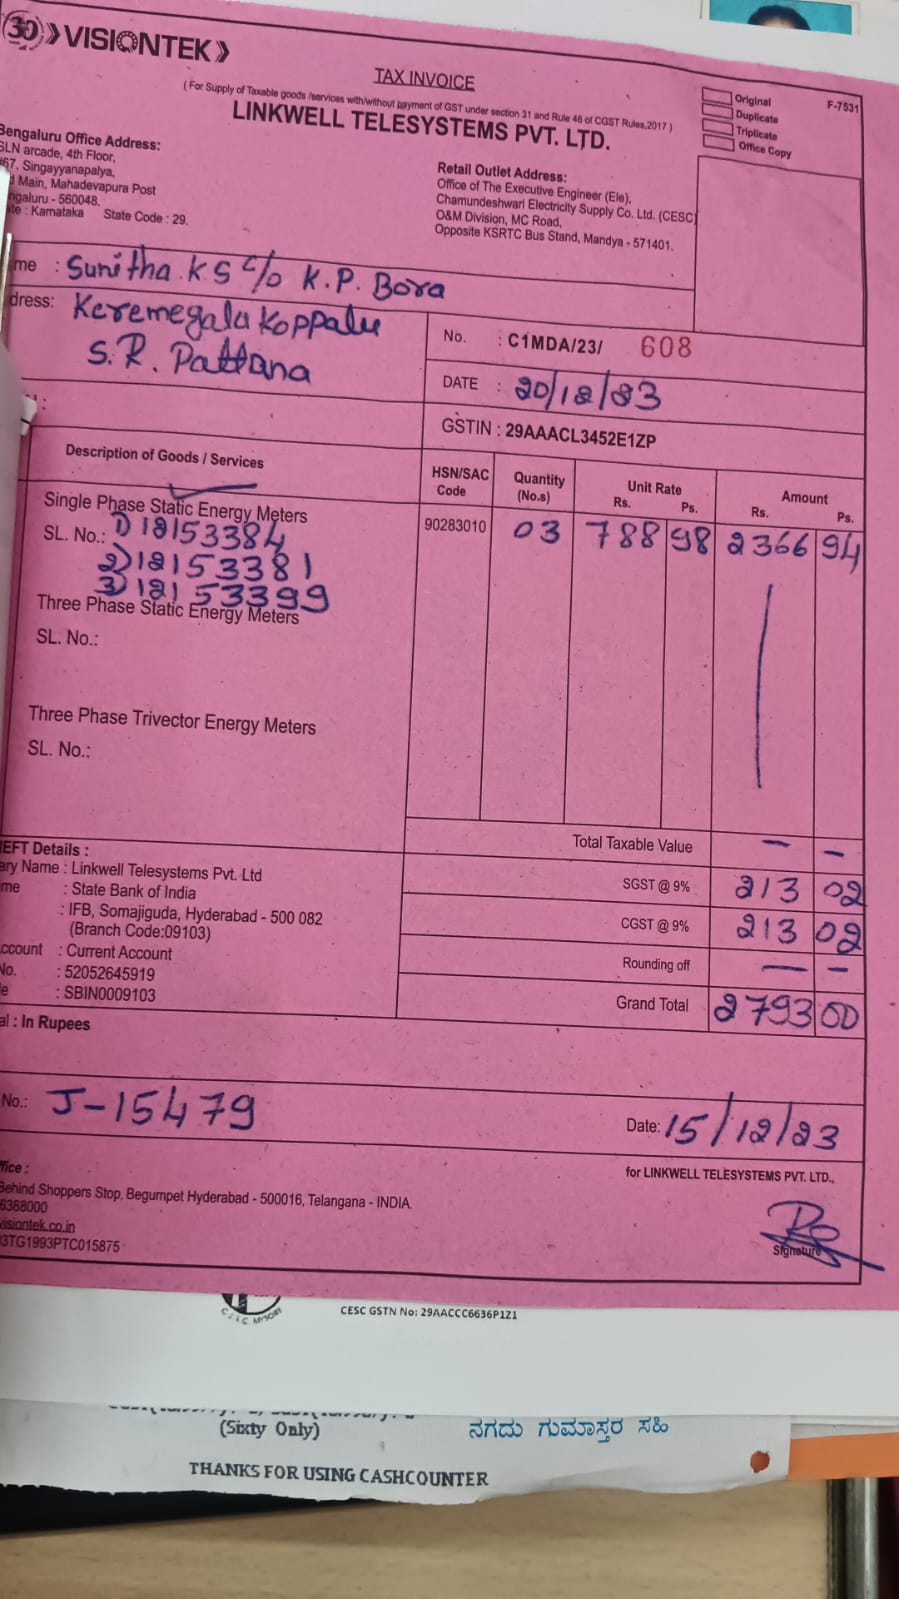 30 VISIONTEK
TAX INVOICE
( For Supply of Taxable goods /services with/without payment of GST under section 31 and Rule 46 of CGST Rules,2017 )
LINKWELL TELESYSTEMS PVT. LTD.
Original
Duplicate
Triplicate
Office Copy
F-7531
Bengaluru Office Address:
SLN arcade, 4th Floor,
67, Singayyanapalya,
Main, Mahadevapura Post
ngaluru - 560048,
te : Karnataka State Code : 29.
Retail Outlet Address:
Office of The Executive Engineer (Ele),
Chamundeshwari Electricity Supply Co. Ltd. (CESC)
O&M Division, MC Road,
Opposite KSRTC Bus Stand, Mandya - 571401.
me : Sunitha K S C/o K.P. Bora
dress: Keremegalu Koppalu
S.R. Pattana
No. : C1MDA/23/ 608
DATE : 20/12/23
GSTIN : 29AAACL3452E1ZP
Description of Goods / Services
HSN/SAC Code
Quantity (No.s)
Unit Rate Rs. Ps.
Amount Rs. Ps.
Single Phase Static Energy Meters
SL. No.: 1) 12153384
2) 12153381
3) 12153399
90283010 03 788 98 2366 94
Three Phase Static Energy Meters
SL. No.:
Three Phase Trivector Energy Meters
SL. No.:
Total Taxable Value — —
SGST @ 9% 213 02
CGST @ 9% 213 02
Rounding off — —
Grand Total 2793 00
EFT Details :
ary Name : Linkwell Telesystems Pvt. Ltd
me : State Bank of India
: IFB, Somajiguda, Hyderabad - 500 082
(Branch Code:09103)
ccount : Current Account
No. : 52052645919
de : SBIN0009103
al : In Rupees
No.: J-15479
Date: 15/12/23
for LINKWELL TELESYSTEMS PVT. LTD.,
Signature
ffice :
Behind Shoppers Stop, Begumpet Hyderabad - 500016, Telangana - INDIA.
6388000
visiontek.co.in
3TG1993PTC015875
CESC GSTN No: 29AACCC6636P1Z1
(Sixty Only)
ನಗದು ಗುಮಾಸ್ತರ ಸಹಿ
THANKS FOR USING CASHCOUNTER